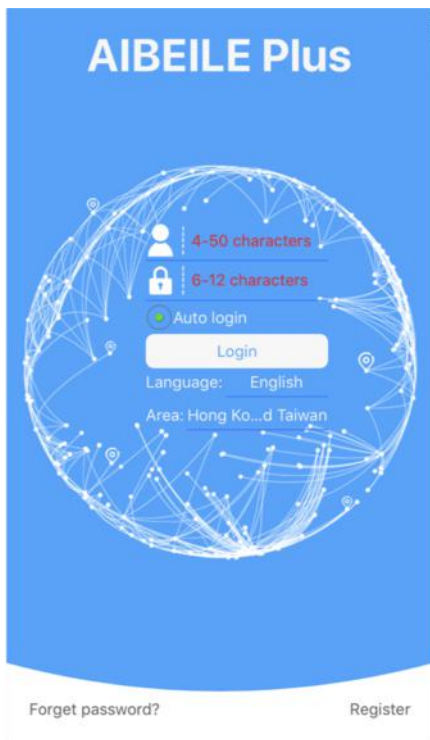 AIBEILE Plus
4-50 characters
6-12 characters
Auto login
Login
Language: English
Area: Hong Ko...d Taiwan
Forget password? Register